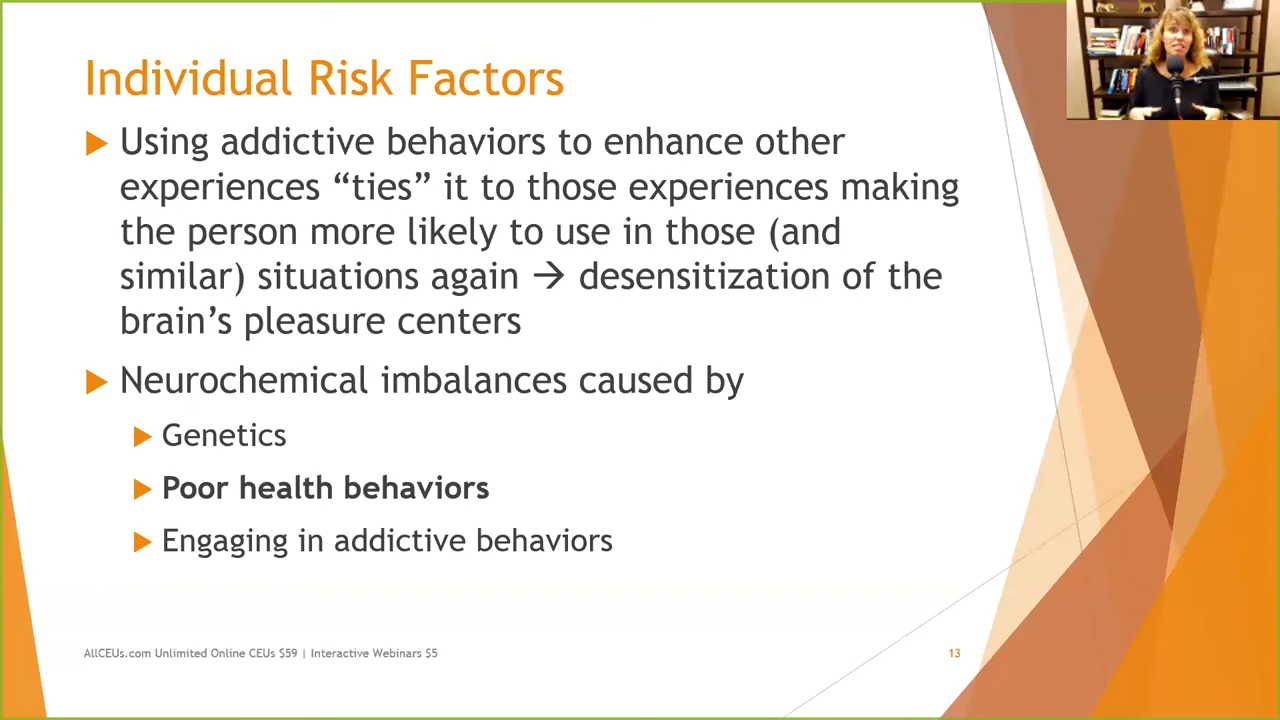 Individual Risk Factors
Using addictive behaviors to enhance other
experiences “ties” it to those experiences making
the person more likely to use in those (and
similar) situations again → desensitization of the
brain’s pleasure centers
Neurochemical imbalances caused by
Genetics
Poor health behaviors
Engaging in addictive behaviors
AllCEUs.com Unlimited Online CEUs $59 | Interactive Webinars $5
13